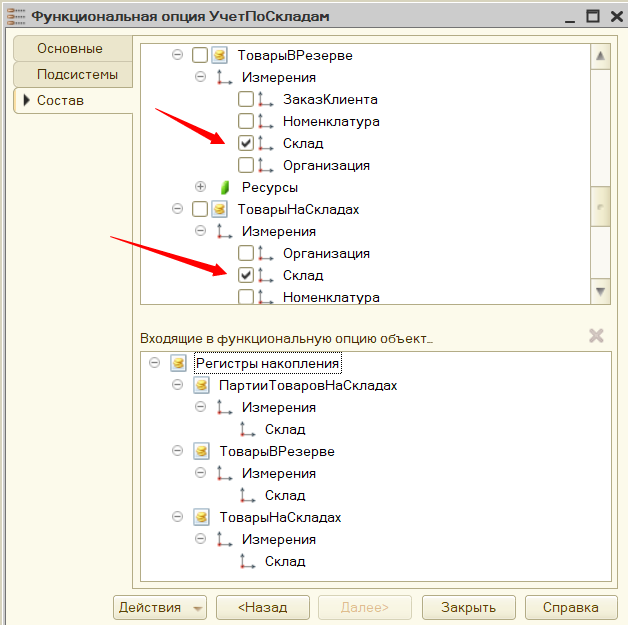 Функциональная опция УчетПоСкладам
Основные
Подсистемы
Состав
ТоварыВРезерве
Измерения
ЗаказКлиента
Номенклатура
Склад
Организация
Ресурсы
ТоварыНаСкладах
Измерения
Организация
Склад
Номенклатура
Входящие в функциональную опцию объект...
Регистры накопления
ПартииТоваровНаСкладах
Измерения
Склад
ТоварыВРезерве
Измерения
Склад
ТоварыНаСкладах
Измерения
Склад
Действия <Назад Далее> Закрыть Справка